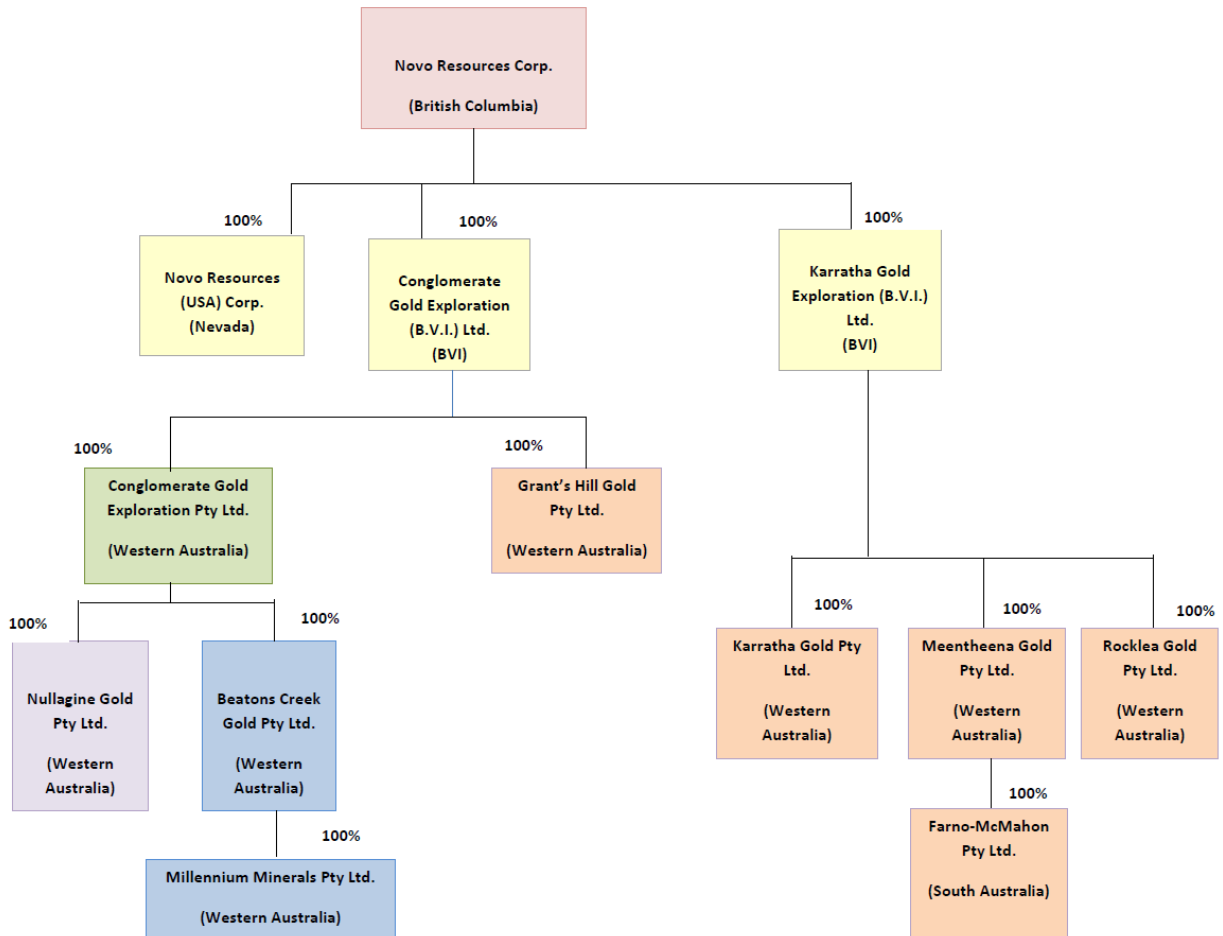 Novo Resources Corp.
(British Columbia)
100%
100%
100%
Novo Resources
(USA) Corp.
(Nevada)
Conglomerate
Gold Exploration
(B.V.I.) Ltd.
(BVI)
Karratha Gold
Exploration (B.V.I.)
Ltd.
(BVI)
100%
100%
Conglomerate Gold
Exploration Pty Ltd.
(Western Australia)
Grant’s Hill Gold
Pty Ltd.
(Western Australia)
100%
100%
100%
100%
100%
Nullagine Gold
Pty Ltd.
(Western
Australia)
Beatons Creek
Gold Pty Ltd.
(Western
Australia)
Karratha Gold Pty
Ltd.
(Western
Australia)
Meentheena Gold
Pty Ltd.
(Western
Australia)
Rocklea Gold
Pty Ltd.
(Western
Australia)
100%
100%
Millennium Minerals Pty Ltd.
(Western Australia)
Farno-McMahon
Pty Ltd.
(South Australia)